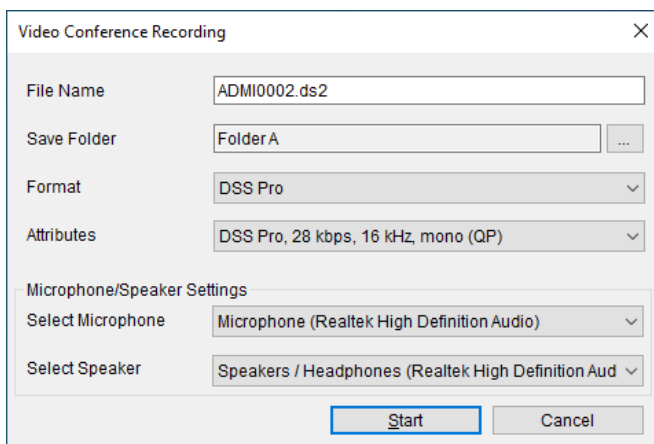 Video Conference Recording
File Name ADMI0002.ds2
Save Folder Folder A ...
Format DSS Pro
Attributes DSS Pro, 28 kbps, 16 kHz, mono (QP)
Microphone/Speaker Settings
Select Microphone Microphone (Realtek High Definition Audio)
Select Speaker Speakers / Headphones (Realtek High Definition Aud
Start Cancel